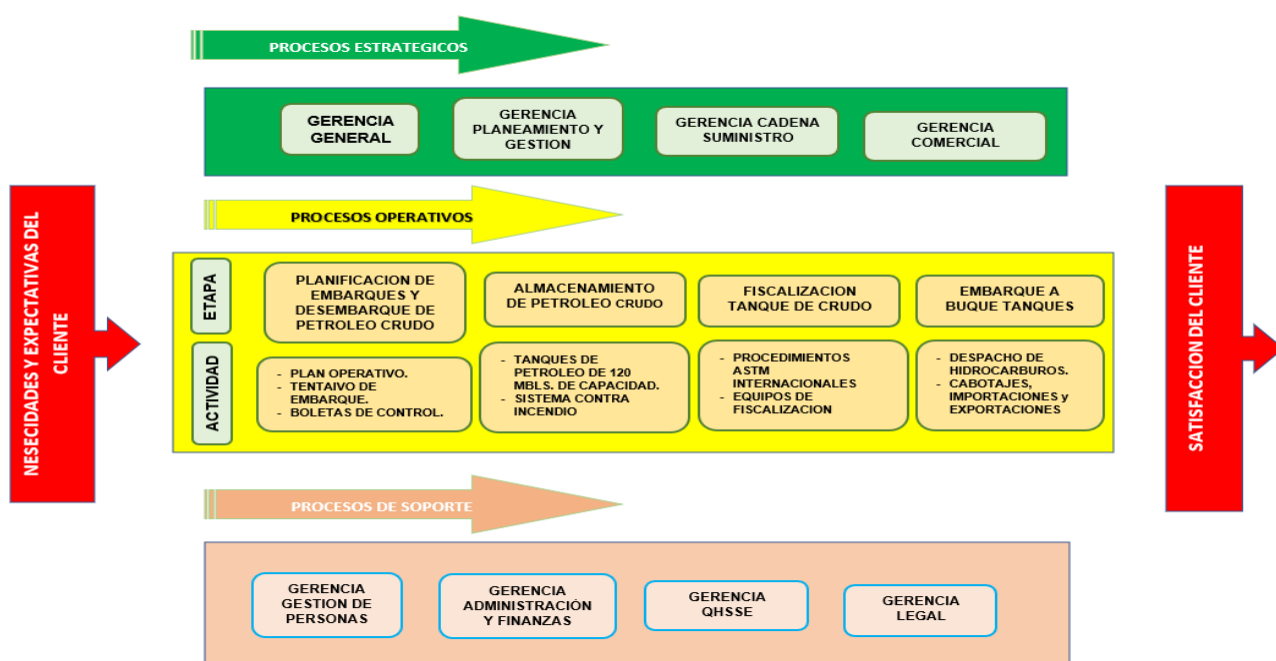 PROCESOS ESTRATEGICOS
GERENCIA
GENERAL
GERENCIA
PLANEAMIENTO Y
GESTION
GERENCIA CADENA
SUMINISTRO
GERENCIA
COMERCIAL
NESECIDADES Y EXPECTATIVAS DEL
CLIENTE
PROCESOS OPERATIVOS
ETAPA
PLANIFICACION DE
EMBARQUES Y
DESEMBARQUE DE
PETROLEO CRUDO
ALMACENAMIENTO
DE PETROLEO CRUDO
FISCALIZACION
TANQUE DE CRUDO
EMBARQUE A
BUQUE TANQUES
ACTIVIDAD
- PLAN OPERATIVO.
- TENTAIVO DE
EMBARQUE.
- BOLETAS DE CONTROL.
- TANQUES DE
PETROLEO DE 120
MBLS. DE CAPACIDAD.
- SISTEMA CONTRA
INCENDIO
- PROCEDIMIENTOS
ASTM
INTERNACIONALES
- EQUIPOS DE
FISCALIZACION
- DESPACHO DE
HIDROCARBUROS.
- CABOTAJES,
IMPORTACIONES y
EXPORTACIONES
SATISFACCION DEL CLIENTE
PROCESOS DE SOPORTE
GERENCIA
GESTION DE
PERSONAS
GERENCIA
ADMINISTRACIÓN
Y FINANZAS
GERENCIA
QHSSE
GERENCIA
LEGAL